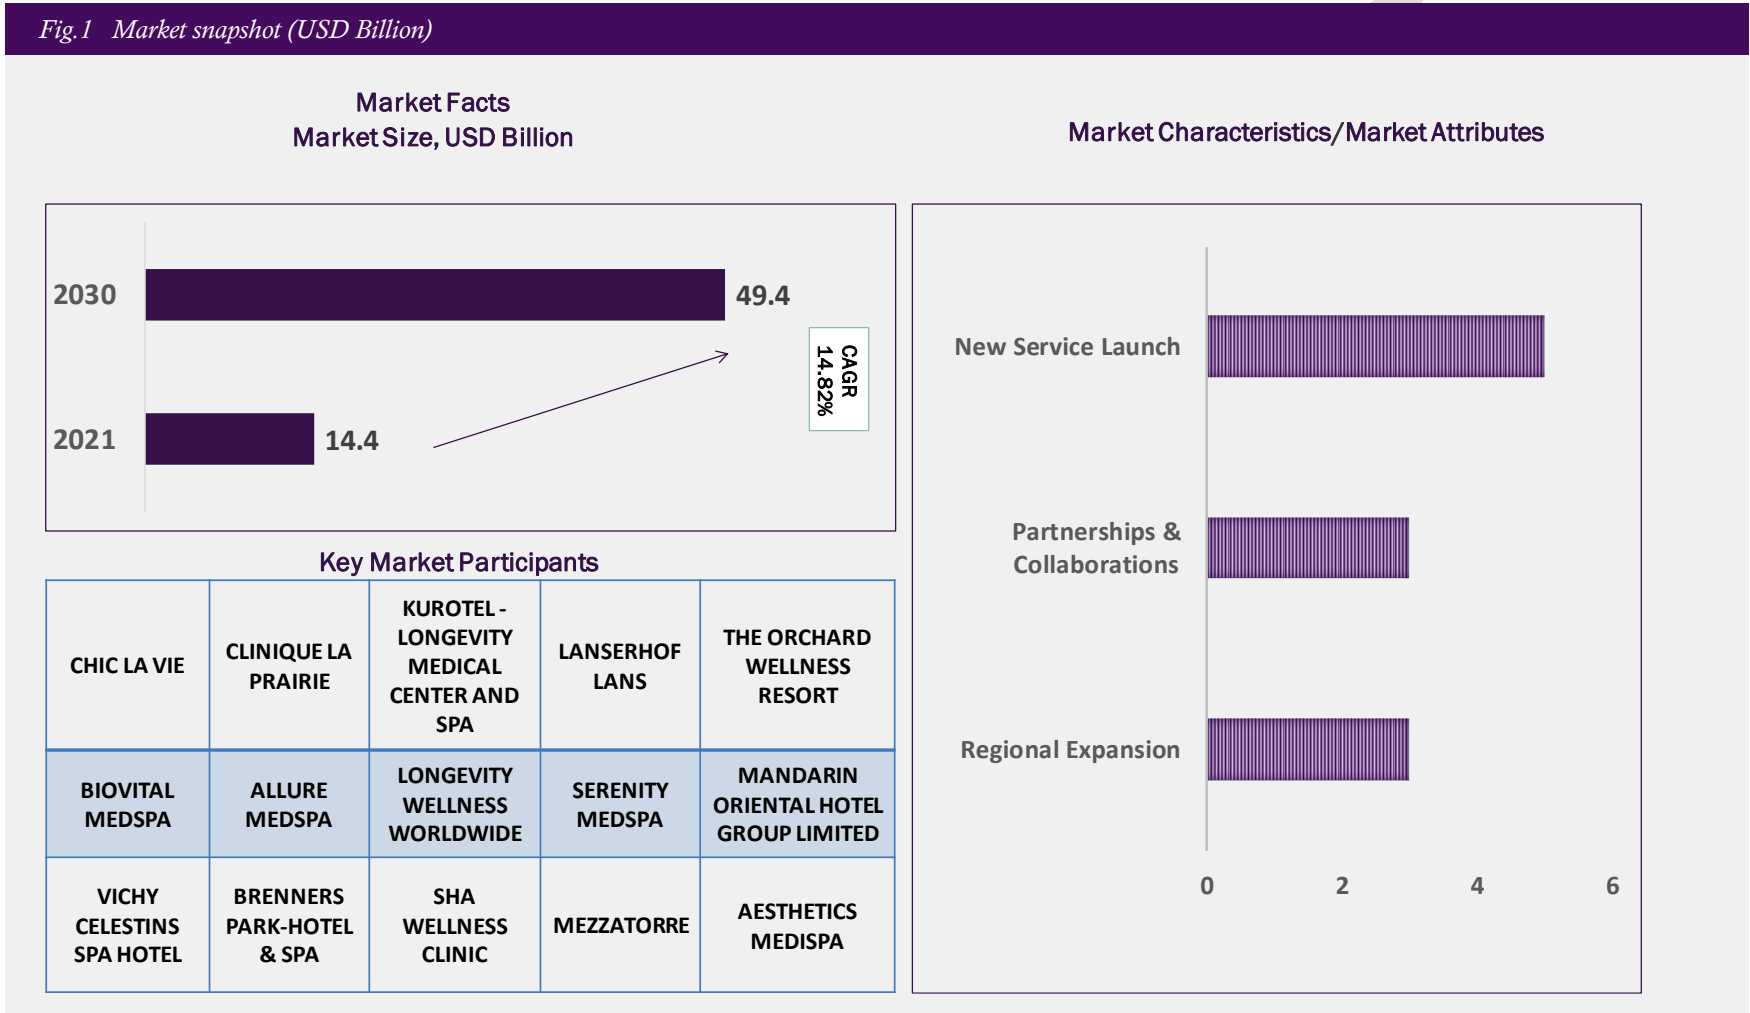 Fig.1 Market snapshot (USD Billion)
Market Facts
Market Size, USD Billion
2030
49.4
2021
14.4
CAGR
14.82%
Key Market Participants
CHIC LA VIE
CLINIQUE LA
PRAIRIE
KUROTEL -
LONGEVITY
MEDICAL
CENTER AND
SPA
LANSERHOF
LANS
THE ORCHARD
WELLNESS
RESORT
BIOVITAL
MEDSPA
ALLURE
MEDSPA
LONGEVITY
WELLNESS
WORLDWIDE
SERENITY
MEDSPA
MANDARIN
ORIENTAL HOTEL
GROUP LIMITED
VICHY
CELESTINS
SPA HOTEL
BRENNERS
PARK-HOTEL
& SPA
SHA
WELLNESS
CLINIC
MEZZATORRE
AESTHETICS
MEDISPA
Market Characteristics/Market Attributes
New Service Launch
Partnerships &
Collaborations
Regional Expansion
0 2 4 6